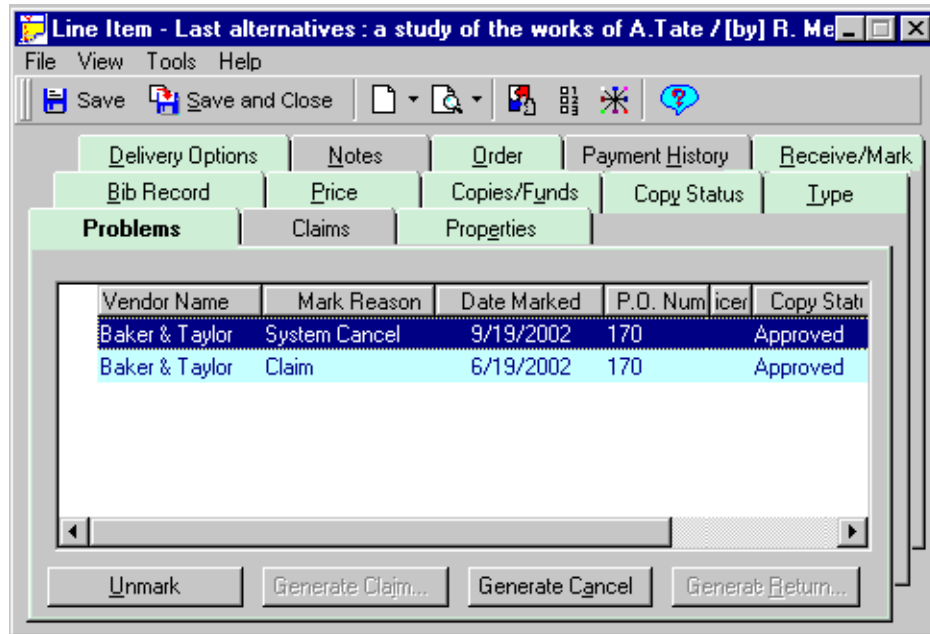 Line Item - Last alternatives : a study of the works of A.Tate / [by] R. Me
File View Tools Help
Save Save and Close
Delivery Options Notes Order Payment History Receive/Mark
Bib Record Price Copies/Funds Copy Status Type
Problems Claims Properties
Vendor Name Mark Reason Date Marked P.O. Num icer Copy Stat
Baker & Taylor System Cancel 9/19/2002 170 Approved
Baker & Taylor Claim 6/19/2002 170 Approved
Unmark Generate Claim... Generate Cancel Generate Return...